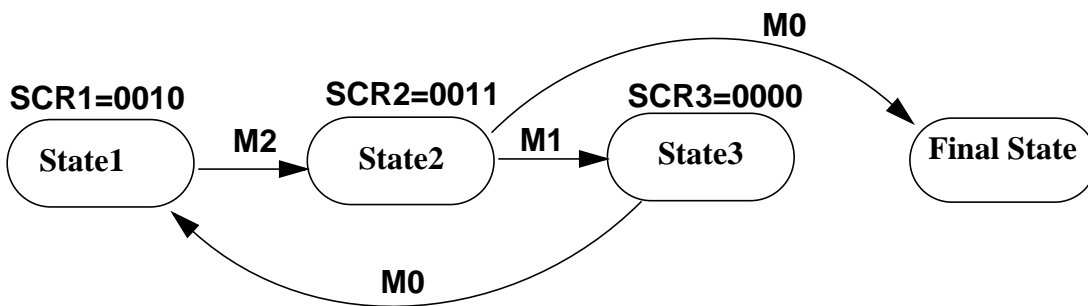 M0
SCR1=0010
SCR2=0011
SCR3=0000
State1
M2
State2
M1
State3
Final State
M0